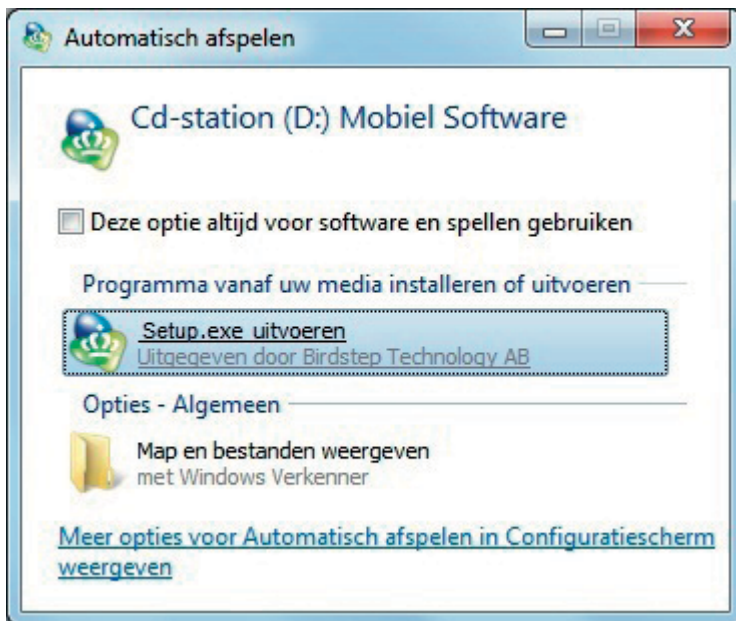 Automatisch afspelen
Cd-station (D:) Mobiel Software
Deze optie altijd voor software en spellen gebruiken
Programma vanaf uw media installeren of uitvoeren
Setup.exe uitvoeren
Uitgegeven door Birdstep Technology AB
Opties - Algemeen
Map en bestanden weergeven
met Windows Verkenner
Meer opties voor Automatisch afspelen in Configuratiescherm
weergeven